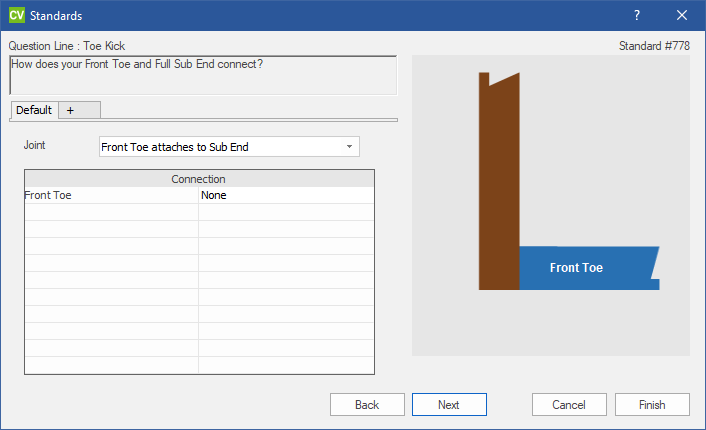 CV Standards ?
Question Line : Toe Kick
Standard #778
How does your Front Toe and Full Sub End connect?
Default +
Joint Front Toe attaches to Sub End
Connection
Front Toe None
Front Toe
Back Next Cancel Finish